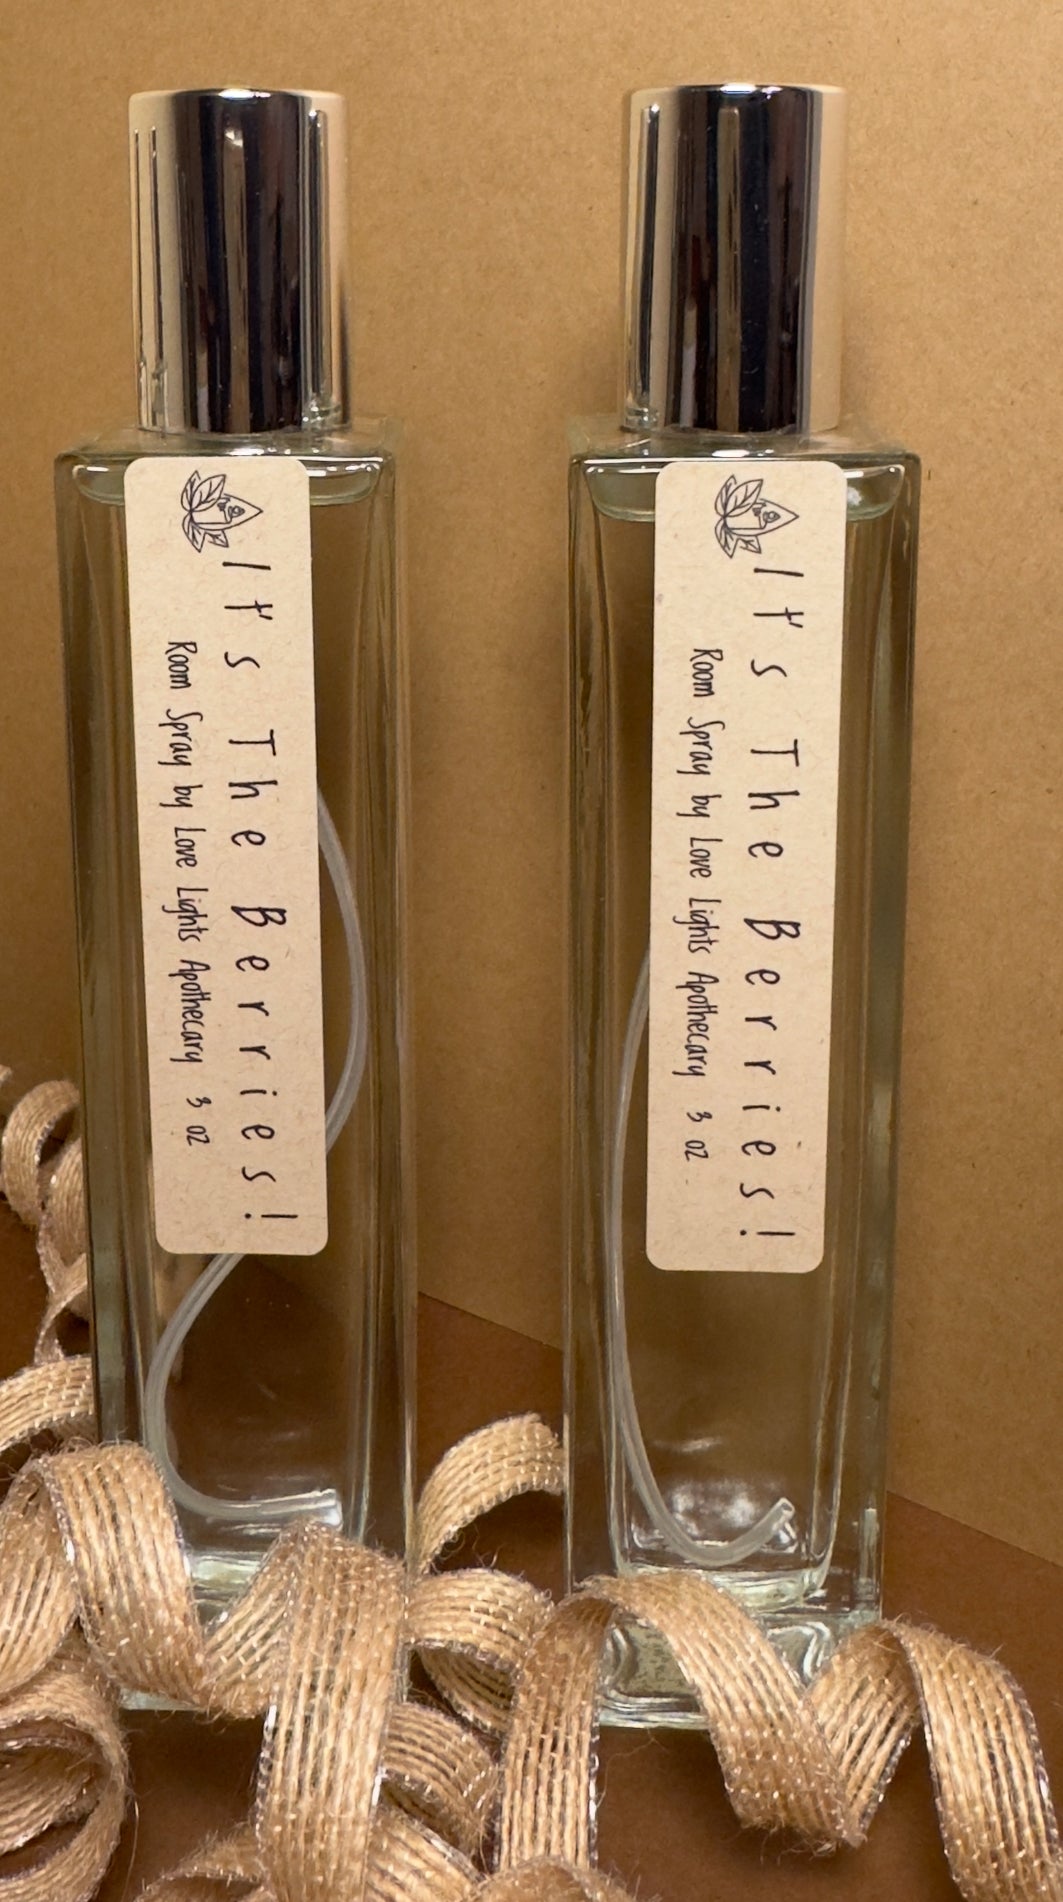 It's The Berries!
Room Spray by Love Lights Apothecary 3 oz
It's The Berries!
Room Spray by Love Lights Apothecary 3 oz